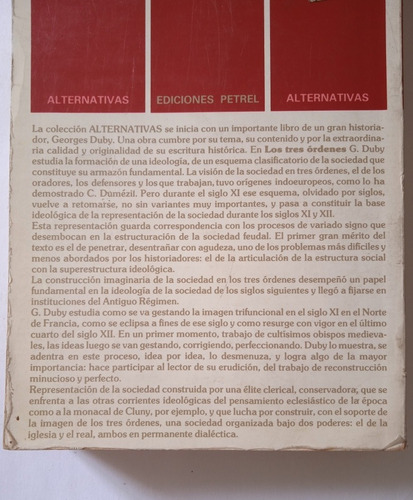 ALTERNATIVAS EDICIONES PETREL ALTERNATIVAS
La colección ALTERNATIVAS se inicia con un importante libro de un gran historia-
dor, Georges Duby. Una obra cumbre por su tema, su contenido y por la extraordina-
ria calidad y originalidad de su escritura histórica. En Los tres órdenes G. Duby
estudia la formación de una ideología, de un esquema clasificatorio de la sociedad que
constituye su armazón fundamental. La visión de la sociedad en tres órdenes, el de los
oradores, los defensores y los que trabajan, tuvo orígenes indoeuropeos, como lo ha
demostrado C. Dumézil. Pero durante el siglo XI ese esquema, olvidado por siglos,
vuelve a retomarse, no sin variantes muy importantes, y pasa a constituir la base
ideológica de la representación de la sociedad durante los siglos XI y XII.
Esta representación guarda correspondencia con los procesos de variado signo que
desembocan en la estructuración de la sociedad feudal. El primer gran mérito del
texto es el de penetrar, desentrañar con agudeza, uno de los problemas más difíciles y
menos abordados por los historiadores: el de la articulación de la estructura social
con la superestructura ideológica.
La construcción imaginaria de la sociedad en los tres órdenes desempeñó un papel
fundamental en la ideología de la sociedad de los siglos siguientes y llegó a fijarse en
instituciones del Antiguo Régimen.
G. Duby estudia como se va gestando la imagen trifuncional en el siglo XI en el Norte
de Francia, como se eclipsa a fines de ese siglo y como resurge con vigor en el último
cuarto del siglo XII. En un primer momento, trabajo de cultísimos obispos medieva-
les, las ideas luego se van gestando, corrigiendo, perfeccionando. Duby lo muestra, se
adentra en este proceso, idea por idea, lo desmenuza, y logra algo de la mayor
importancia: hace participar al lector de su erudición, del trabajo de reconstrucción
minucioso y perfecto.
Representación de la sociedad construida por una élite clerical, conservadora, que se
enfrenta a las otras corrientes ideológicas del pensamiento eclesiástico de la época
como a la monacal de Cluny, por ejemplo, y que lucha por construir, con el soporte de
la imagen de los tres órdenes, una sociedad organizada bajo dos poderes: el de la
iglesia y el real, ambos en permanente dialéctica.